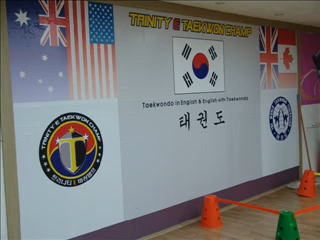 TRINITY E TAEKWON CHAMP
Taekwondo in English & English with Taekwondo
태권도
TRINITY E TAEKWON CHAMP
T